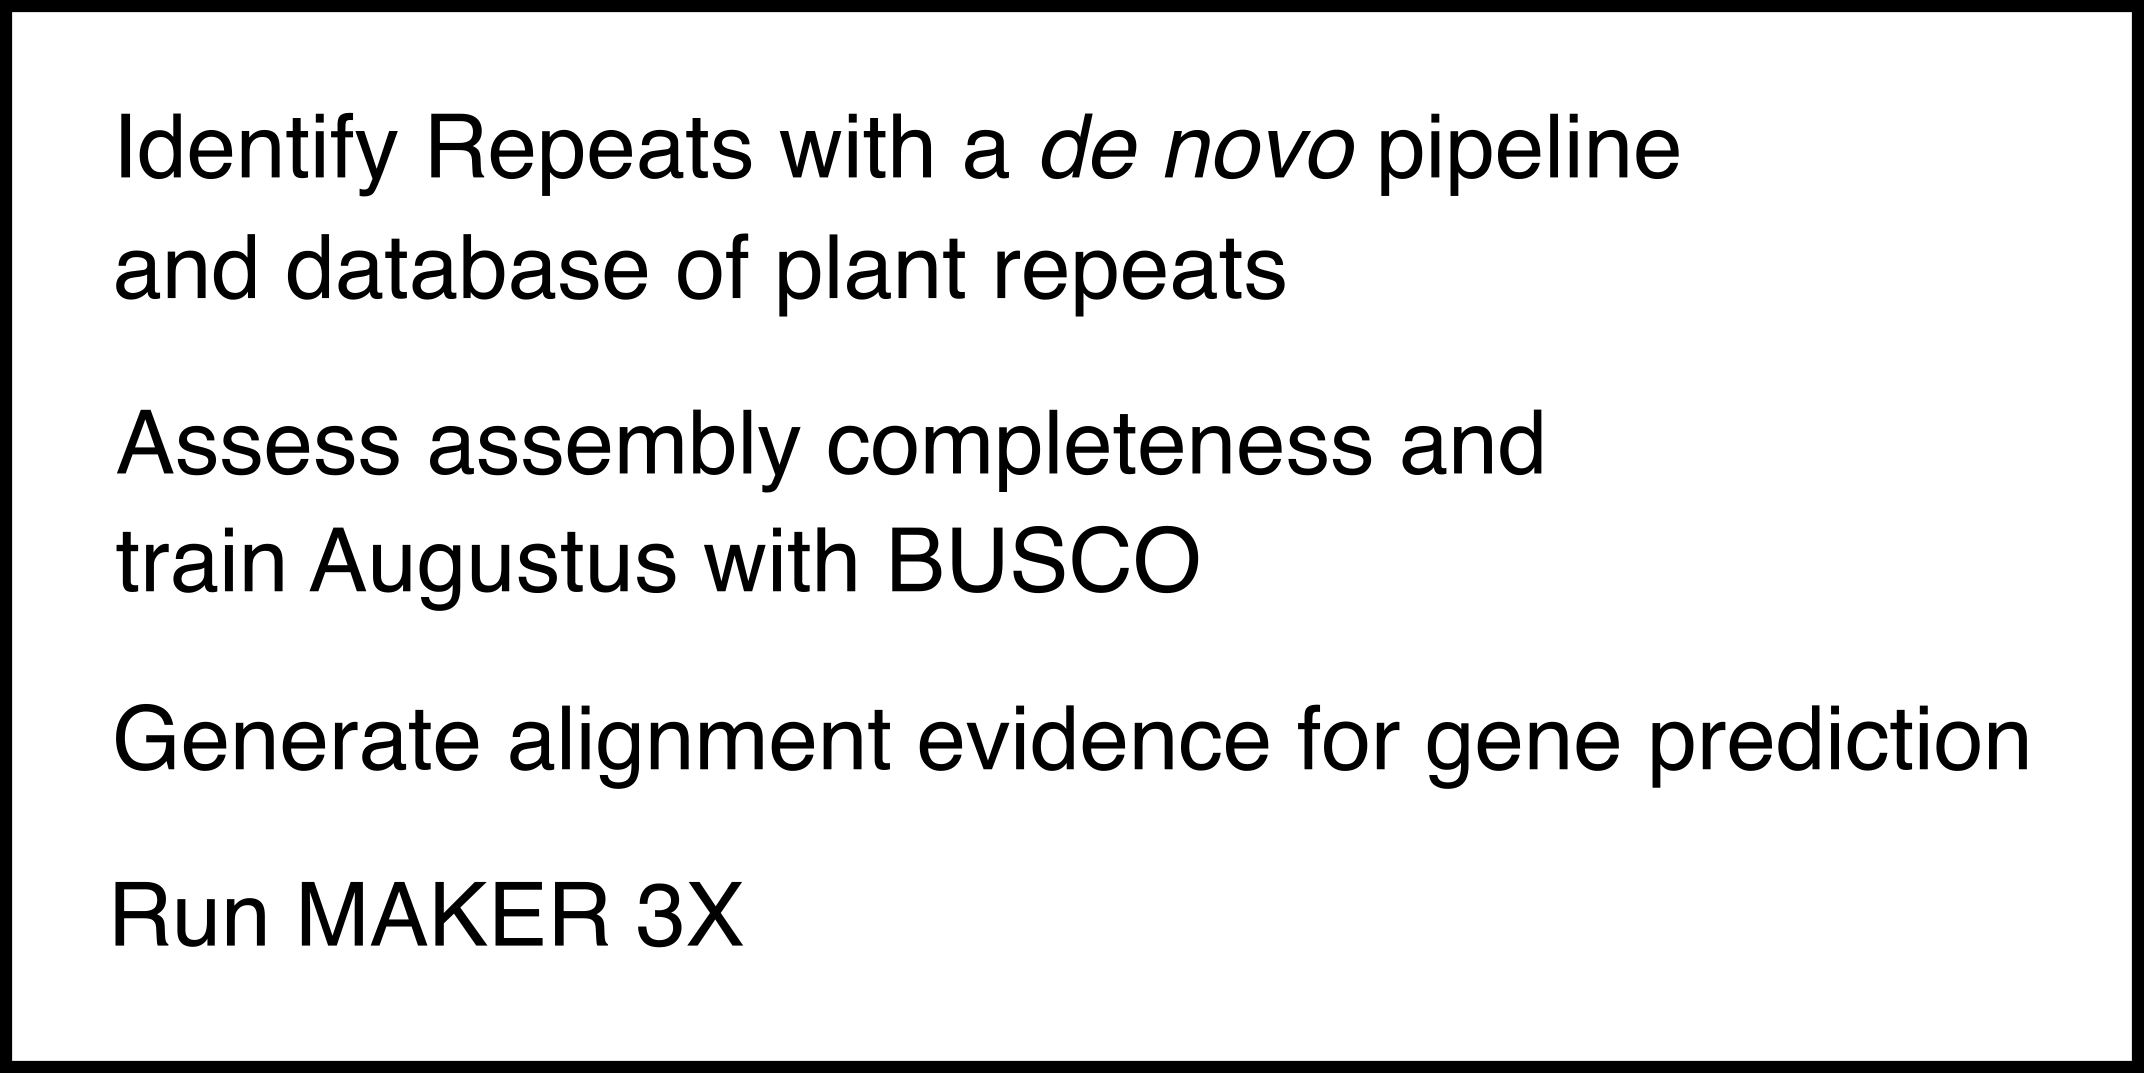 Identify Repeats with a de novo pipeline
and database of plant repeats
Assess assembly completeness and
train Augustus with BUSCO
Generate alignment evidence for gene prediction
Run MAKER 3X